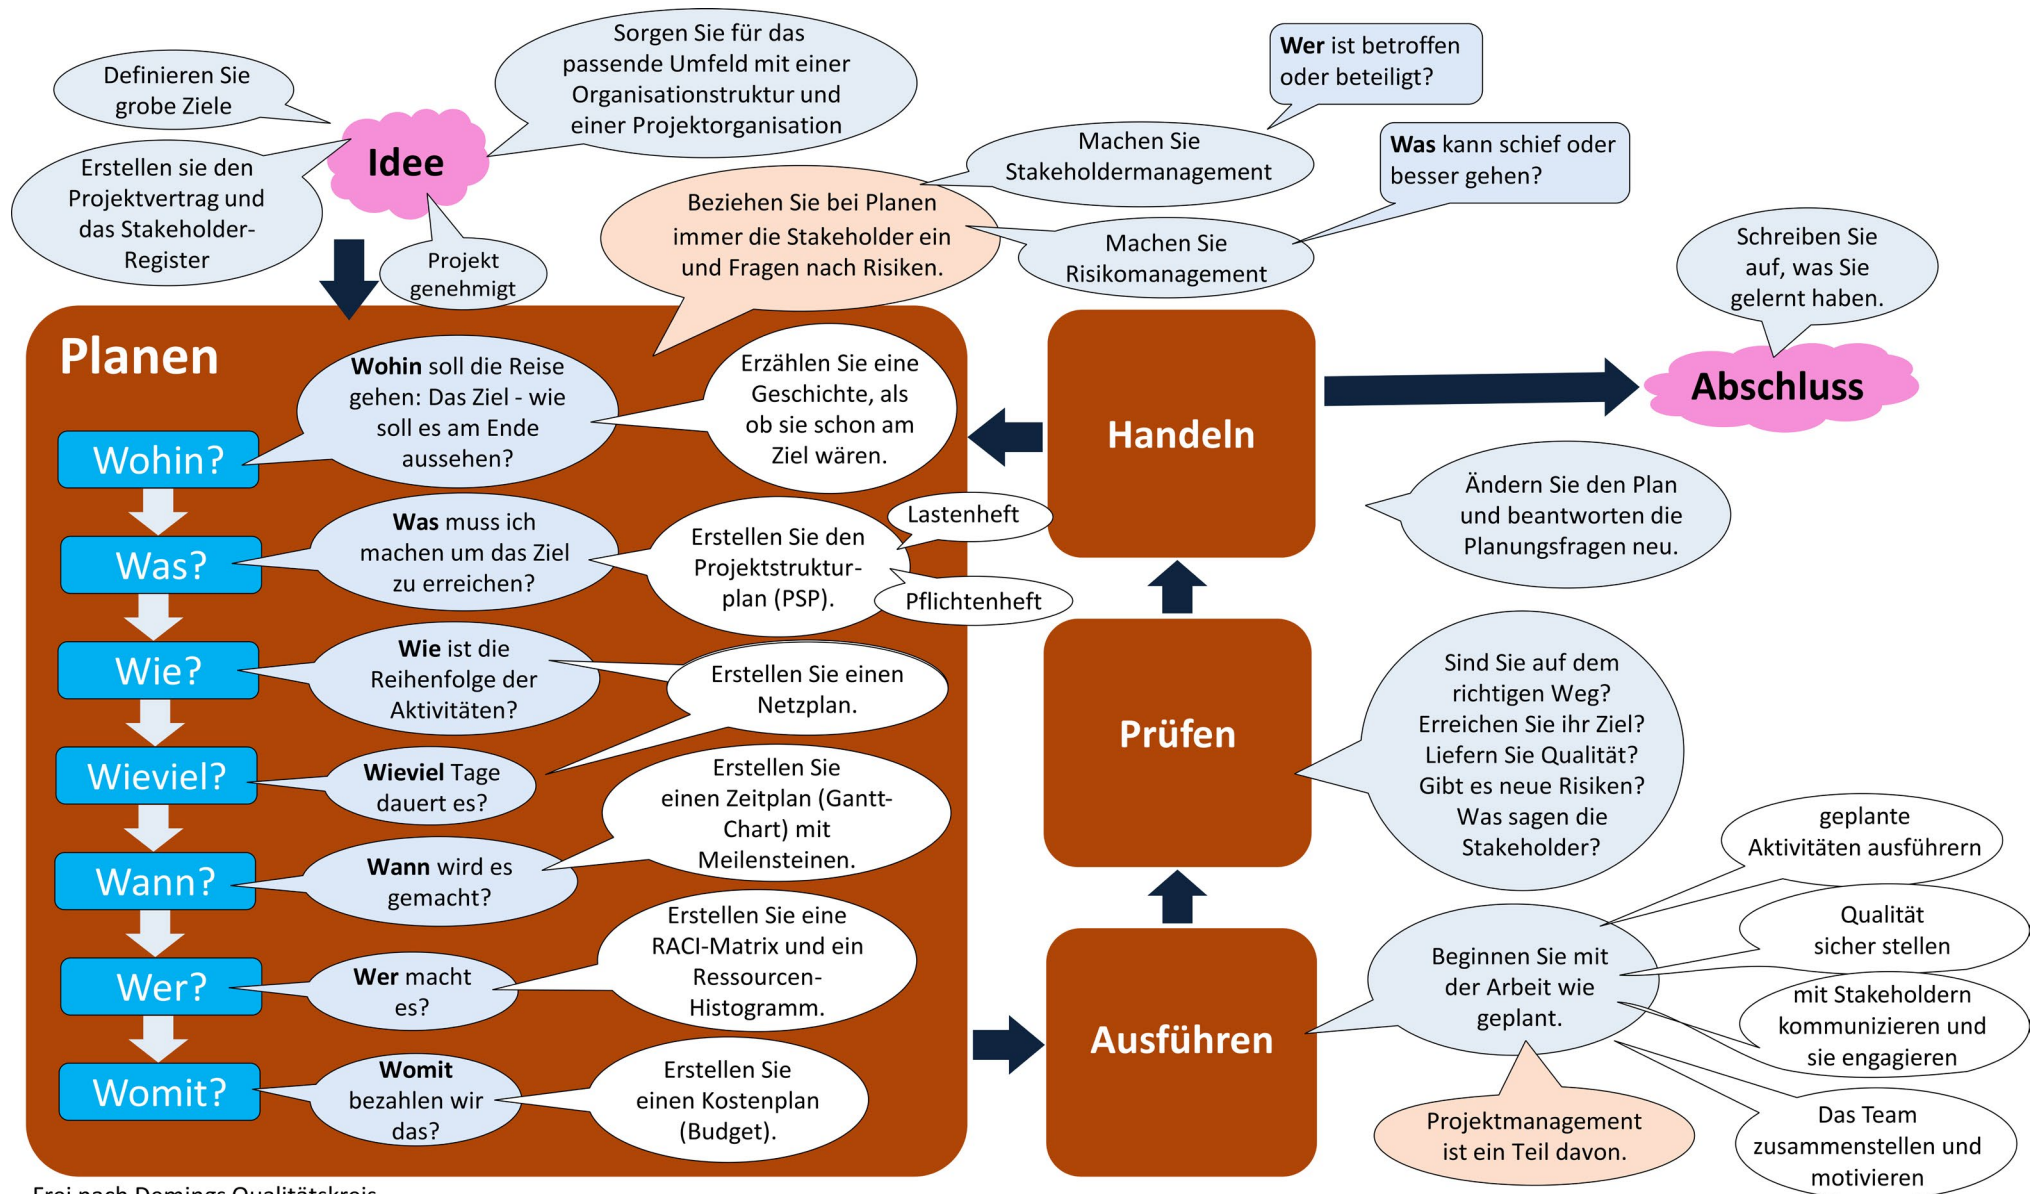 Definieren Sie
grobe Ziele
Sorgen Sie für das
passende Umfeld mit einer
Organisationstruktur und
einer Projektorganisation
Wer ist betroffen
oder beteiligt?
Idee
Machen Sie
Stakeholdermanagement
Was kann schief oder
besser gehen?
Erstellen sie den
Projektvertrag und
das Stakeholder-
Register
Projekt
genehmigt
Beziehen Sie bei Planen
immer die Stakeholder ein
und Fragen nach Risiken.
Machen Sie
Risikomanagement
Schreiben Sie
auf, was Sie
gelernt haben.
Abschluss
Planen
Wohin?
Wohin soll die Reise
gehen: Das Ziel - wie
soll es am Ende
aussehen?
Erzählen Sie eine
Geschichte, als
ob sie schon am
Ziel wären.
Was?
Was muss ich
machen um das Ziel
zu erreichen?
Erstellen Sie den
Projektstruktur-
plan (PSP).
Lastenheft
Pflichtenheft
Wie?
Wie ist die
Reihenfolge der
Aktivitäten?
Erstellen Sie einen
Netzplan.
Wieviel?
Wieviel Tage
dauert es?
Wann?
Wann wird es
gemacht?
Erstellen Sie
einen Zeitplan (Gantt-
Chart) mit
Meilensteinen.
Wer?
Wer macht
es?
Erstellen Sie eine
RACI-Matrix und ein
Ressourcen-
Histogramm.
Womit?
Womit
bezahlen wir
das?
Erstellen Sie
einen Kostenplan
(Budget).
Handeln
Ändern Sie den Plan
und beantworten die
Planungsfragen neu.
Prüfen
Sind Sie auf dem
richtigen Weg?
Erreichen Sie ihr Ziel?
Liefern Sie Qualität?
Gibt es neue Risiken?
Was sagen die
Stakeholder?
Ausführen
Beginnen Sie mit
der Arbeit wie
geplant.
geplante
Aktivitäten ausführern
Qualität
sicher stellen
mit Stakeholdern
kommunizieren und
sie engagieren
Das Team
zusammenstellen und
motivieren
Projektmanagement
ist ein Teil davon.
Frei nach Demings Qualitätskreis